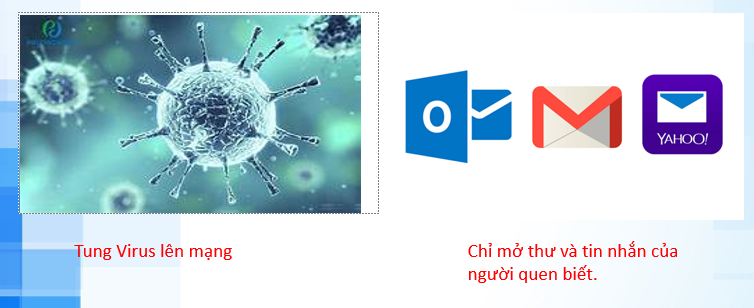 O
YAHOO!
Tung Virus lên mạng
Chỉ mở thư và tin nhắn của
người quen biết.